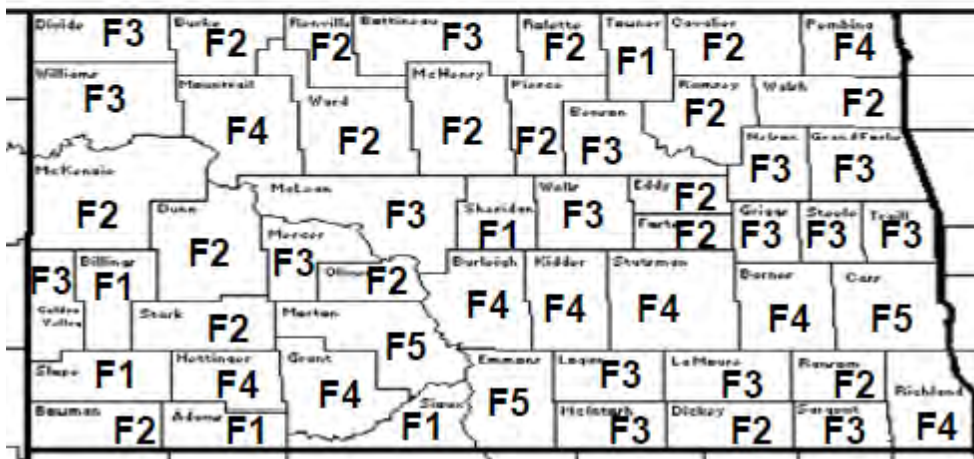 Divide F3
Burke F2
Renville F2
Bottineau F3
Rolette F2
Towner F1
Cavalier F2
Pembina F4
Williams F3
Mountrail F4
Ward F2
McHenry F2
Pierce F2
Benson F3
Ramsey F2
Walsh F2
Nelson F3
Grand Forks F3
McKenzie F2
Dunn F2
McLean F3
Mercer F3
Oliver F2
Sheridan F1
Wells F3
Eddy F2
Foster F2
Griggs F3
Steele F3
Traill F3
F3
Golden
Valley
Billings F1
Stark F2
Morton F5
Burleigh F4
Kidder F4
Stutsman F4
Barnes F4
Cass F5
Slope F1
Hettinger F4
Grant F4
Emmons F5
Logan F3
LaMoure F3
Ransom F2
Richland F4
Bowman F2
Adams F1
Sioux F1
McIntosh F3
Dickey F2
Sargent F3